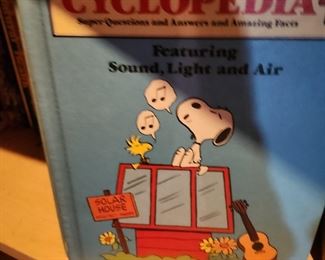 CYCLOPEDIA
Super Questions and Answers and Amazing Facts
Featuring
Sound, Light and Air
SOLAR
HOUSE